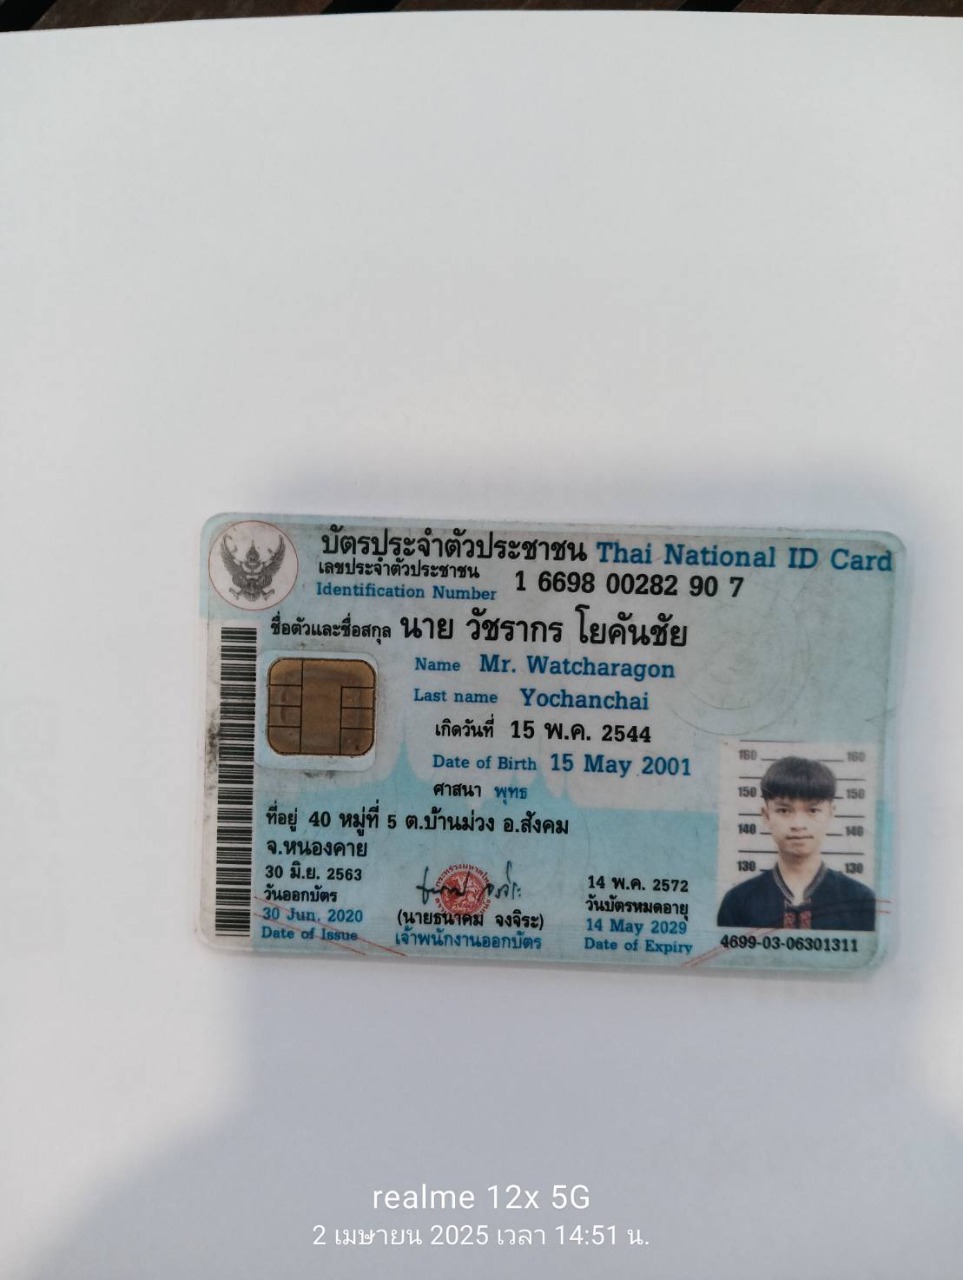 บัตรประจำตัวประชาชน Thai National ID Card
เลขประจำตัวประชาชน 1 6698 00282 90 7
Identification Number
ชื่อตัวและชื่อสกุล นาย วัชรากร โยคันชัย
Name Mr. Watcharagon
Last name Yochanchai
เกิดวันที่ 15 พ.ค. 2544
Date of Birth 15 May 2001
ศาสนา พุทธ
ที่อยู่ 40 หมู่ที่ 5 ต.บ้านม่วง อ.สังคม
จ.หนองคาย
30 มิ.ย. 2563
วันออกบัตร
30 Jun. 2020
Date of Issue
(นายธนาคม จงจิระ)
เจ้าพนักงานออกบัตร
14 พ.ค. 2572
วันบัตรหมดอายุ
14 May 2029
Date of Expiry
160 160
150 150
140 140
130 130
4699-03-06301311
realme 12x 5G
2 เมษายน 2025 เวลา 14:51 น.